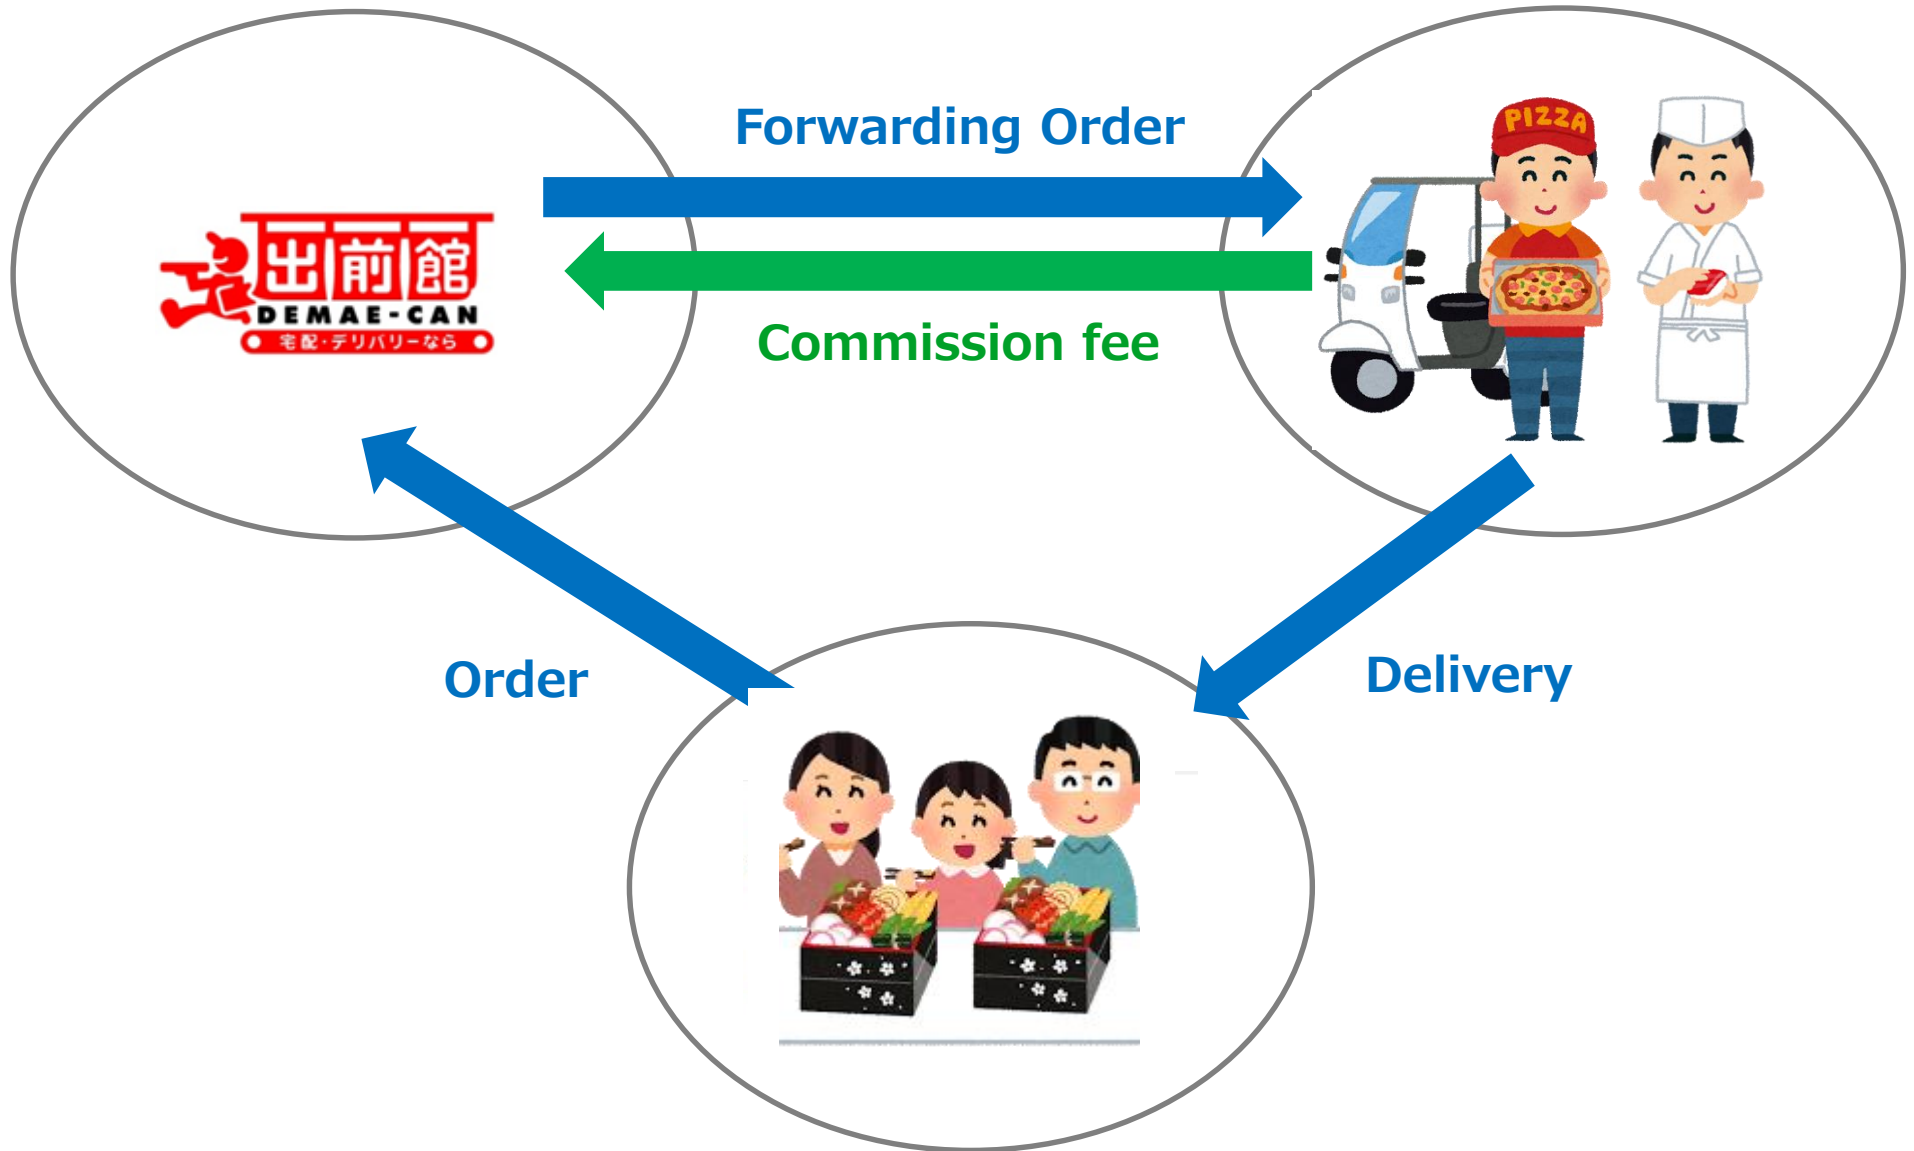 Forwarding Order
PIZZA
出前館
DEMAE-CAN
宅配・デリバリーなら
Commission fee
Order
Delivery